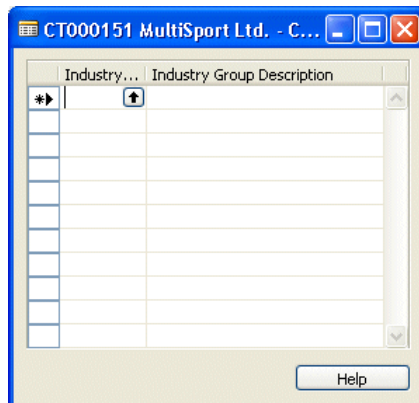 CT000151 MultiSport Ltd. - C...
Industry... Industry Group Description
Help